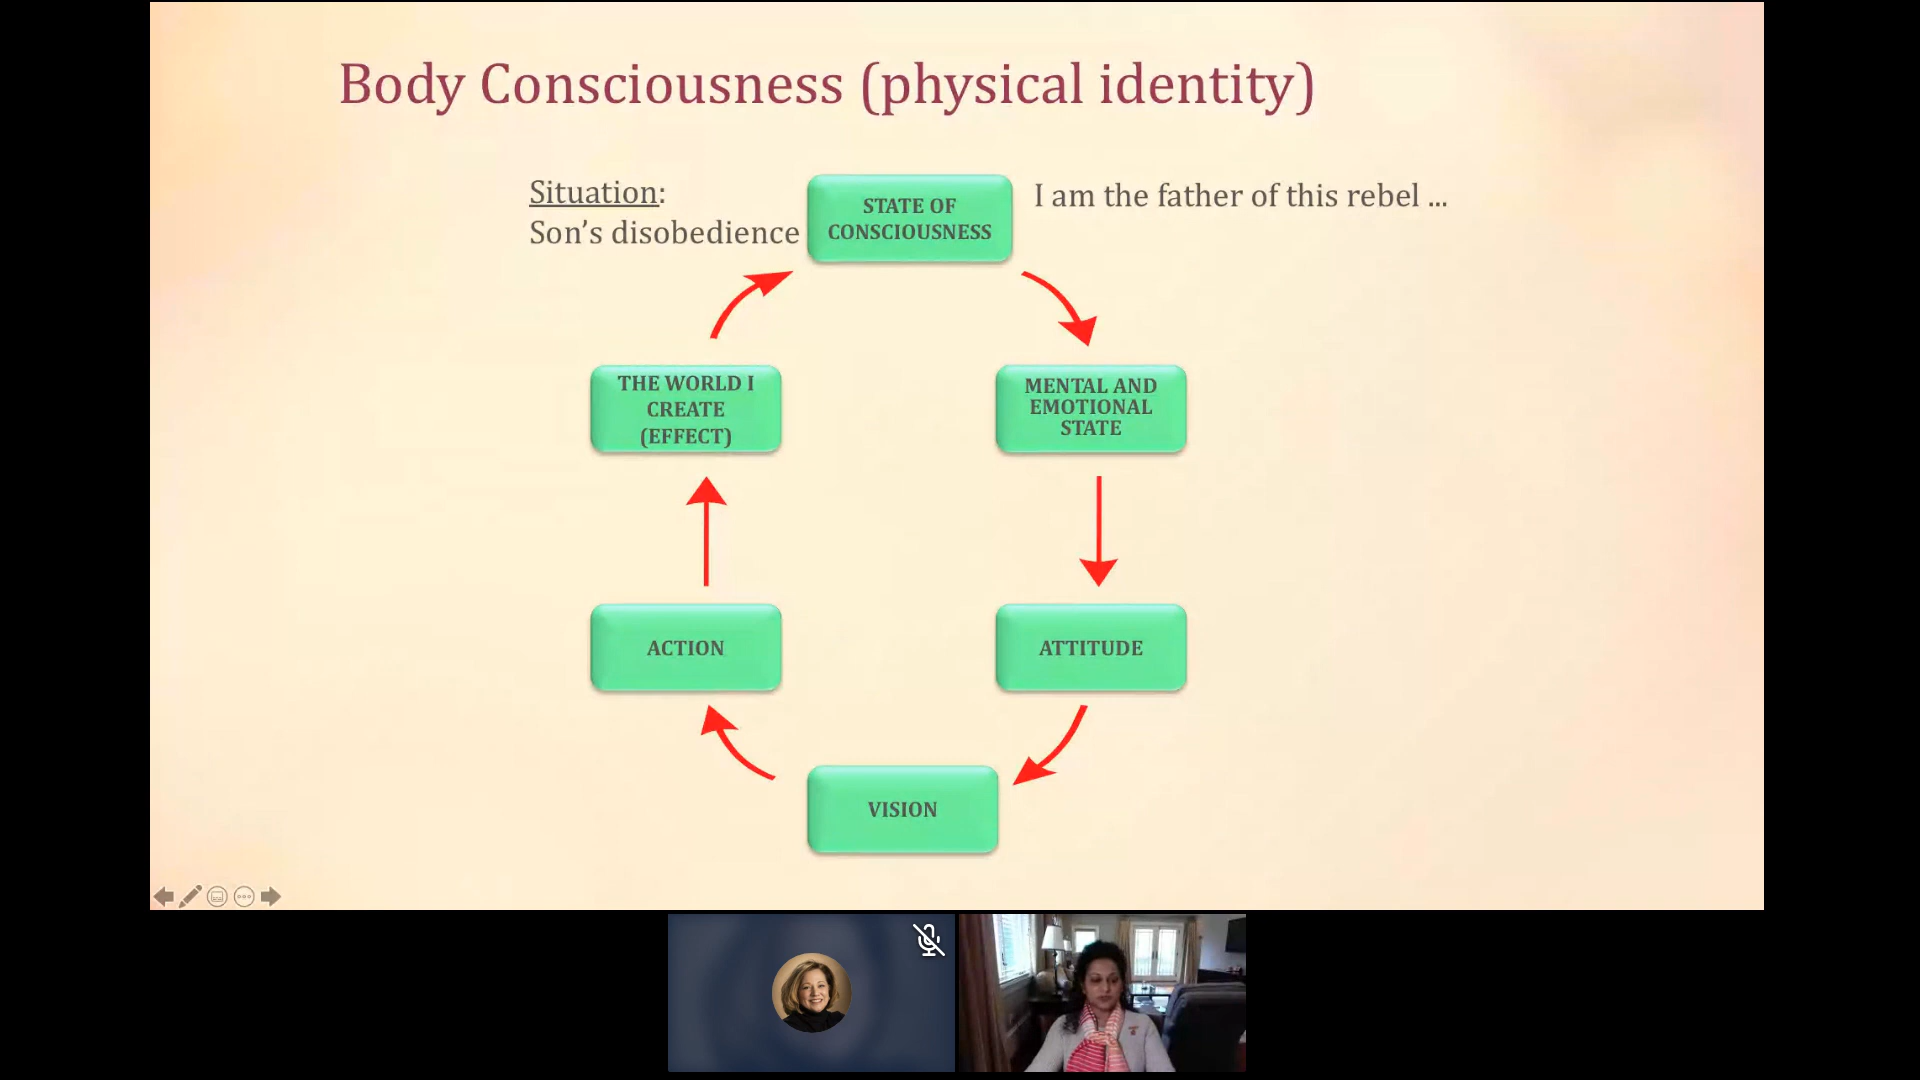 Body Consciousness (physical identity)
Situation:
Son’s disobedience
STATE OF
CONSCIOUSNESS
I am the father of this rebel ...
THE WORLD I
CREATE
(EFFECT)
MENTAL AND
EMOTIONAL
STATE
ACTION
ATTITUDE
VISION